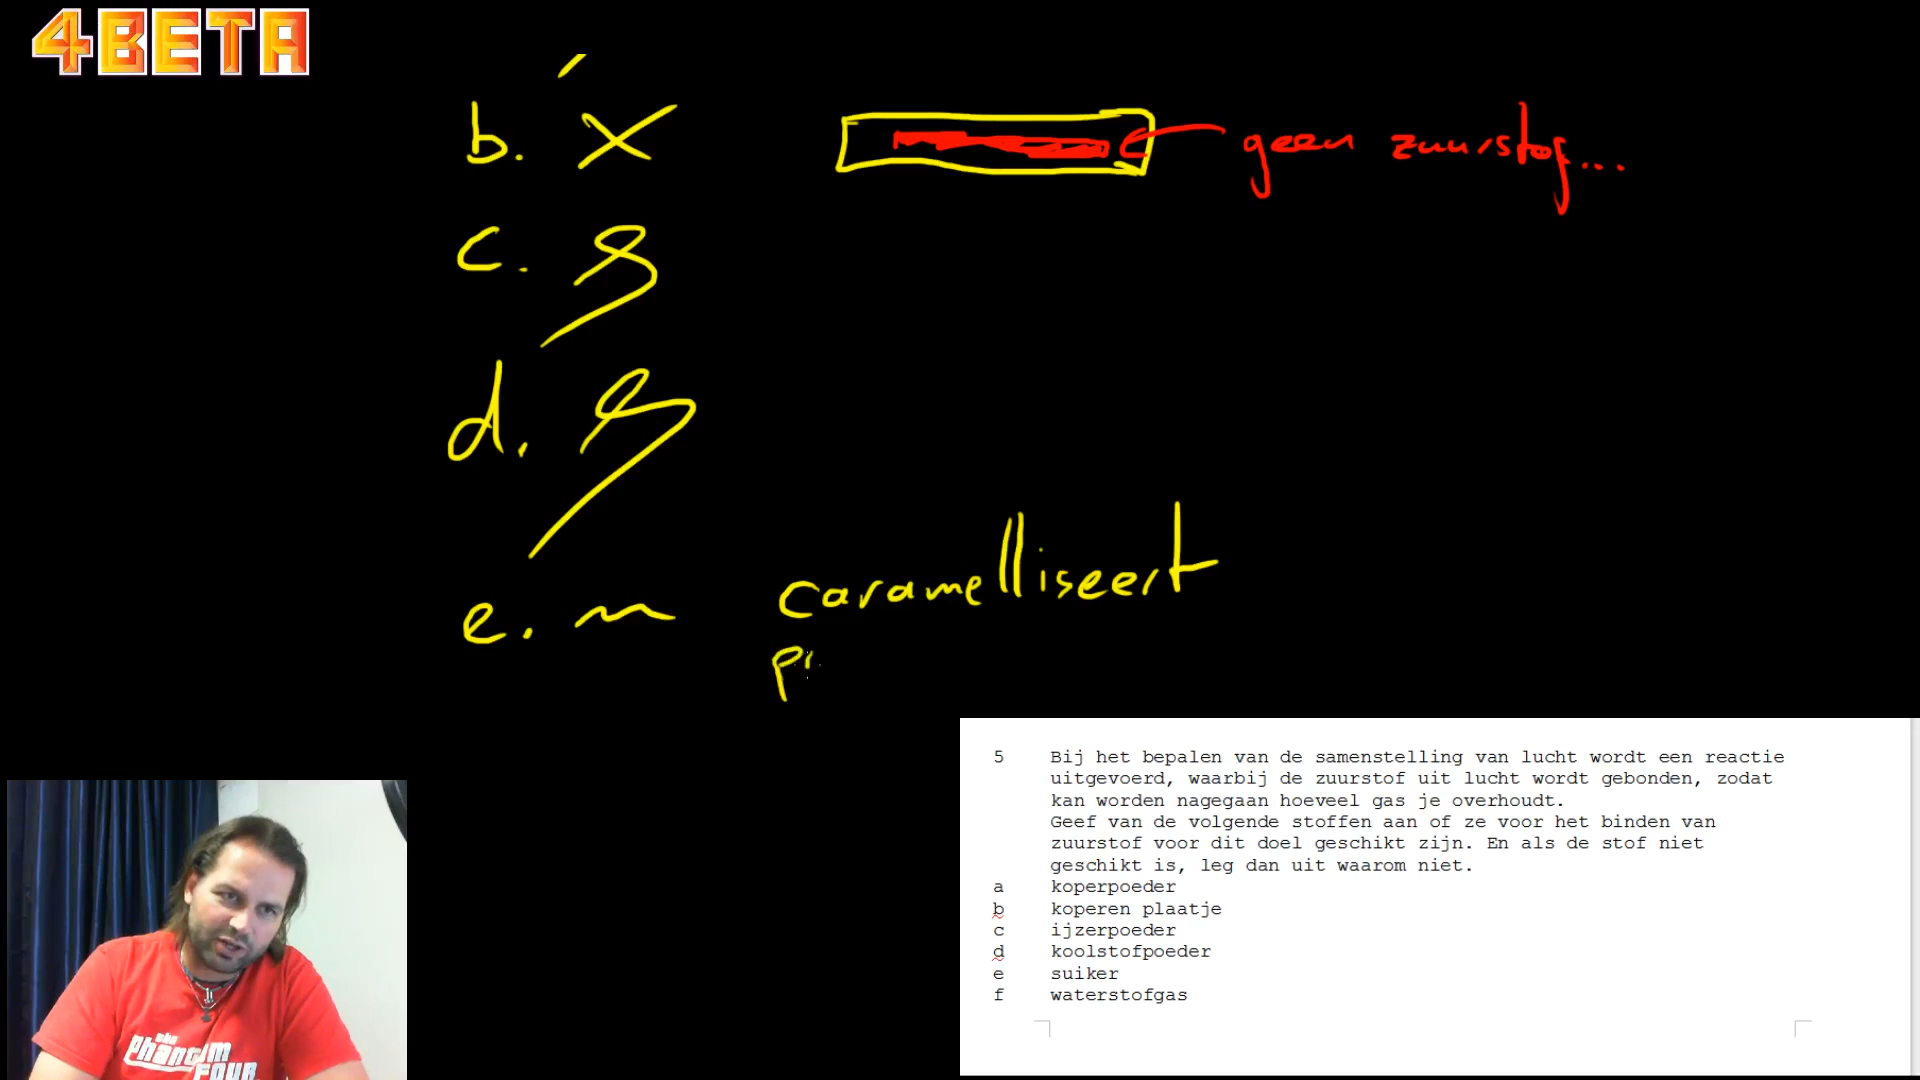 4BETA
b. X geen zuurstof...
c.
d.
e. ~ caramelliseert
5 Bij het bepalen van de samenstelling van lucht wordt een reactie
uitgevoerd, waarbij de zuurstof uit lucht wordt gebonden, zodat
kan worden nagegaan hoeveel gas je overhoudt.
Geef van de volgende stoffen aan of ze voor het binden van
zuurstof voor dit doel geschikt zijn. En als de stof niet
geschikt is, leg dan uit waarom niet.
a koperpoeder
b koperen plaatje
c ijzerpoeder
d koolstofpoeder
e suiker
f waterstofgas
the
phantom
FOUR